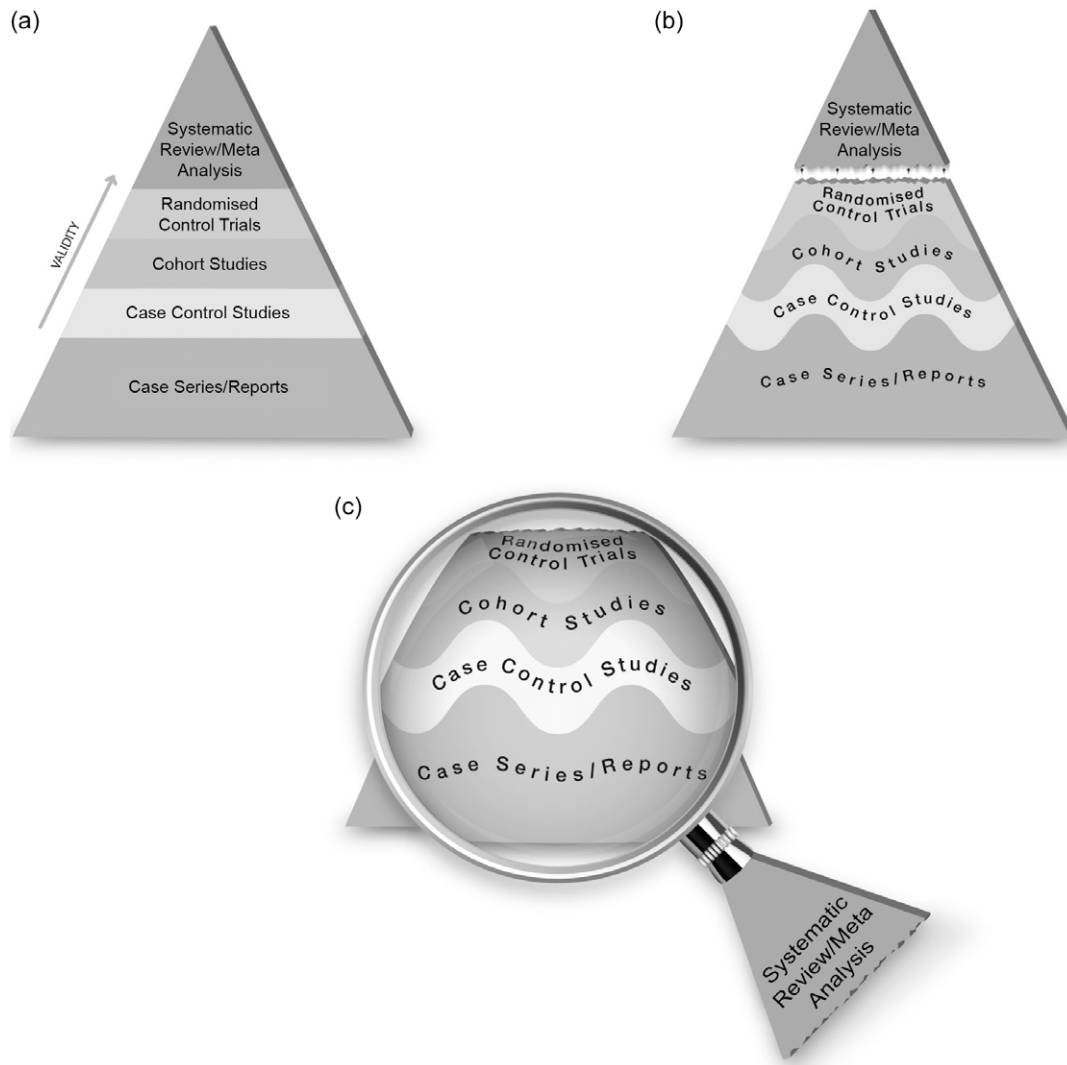 (a)
Systematic
Review/Meta
Analysis
Randomised
Control Trials
Cohort Studies
Case Control Studies
Case Series/Reports
VALIDITY
(b)
Systematic
Review/Meta
Analysis
Randomised
Control Trials
Cohort Studies
Case Control Studies
Case Series/Reports
(c)
Randomised
Control Trials
Cohort Studies
Case Control Studies
Case Series/Reports
Systematic
Review/Meta
Analysis